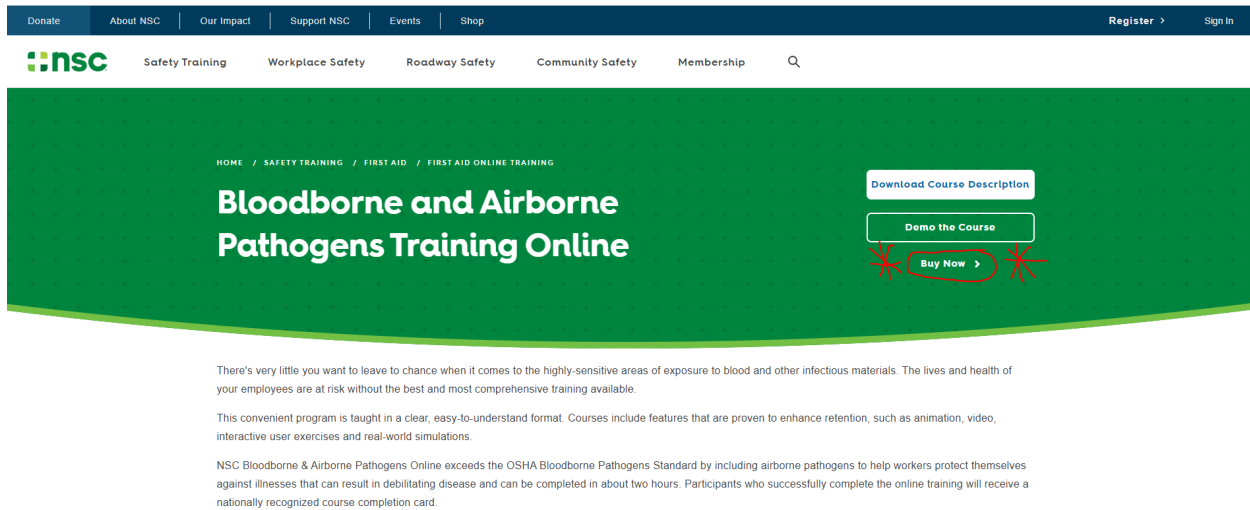 Donate About NSC Our Impact Support NSC Events Shop Register > Sign In
nsc Safety Training Workplace Safety Roadway Safety Community Safety Membership
HOME / SAFETY TRAINING / FIRST AID / FIRST AID ONLINE TRAINING
Bloodborne and Airborne
Pathogens Training Online
Download Course Description
Demo the Course
Buy Now >
There's very little you want to leave to chance when it comes to the highly-sensitive areas of exposure to blood and other infectious materials. The lives and health of
your employees are at risk without the best and most comprehensive training available.
This convenient program is taught in a clear, easy-to-understand format. Courses include features that are proven to enhance retention, such as animation, video,
interactive user exercises and real-world simulations.
NSC Bloodborne & Airborne Pathogens Online exceeds the OSHA Bloodborne Pathogens Standard by including airborne pathogens to help workers protect themselves
against illnesses that can result in debilitating disease and can be completed in about two hours. Participants who successfully complete the online training will receive a
nationally recognized course completion card.